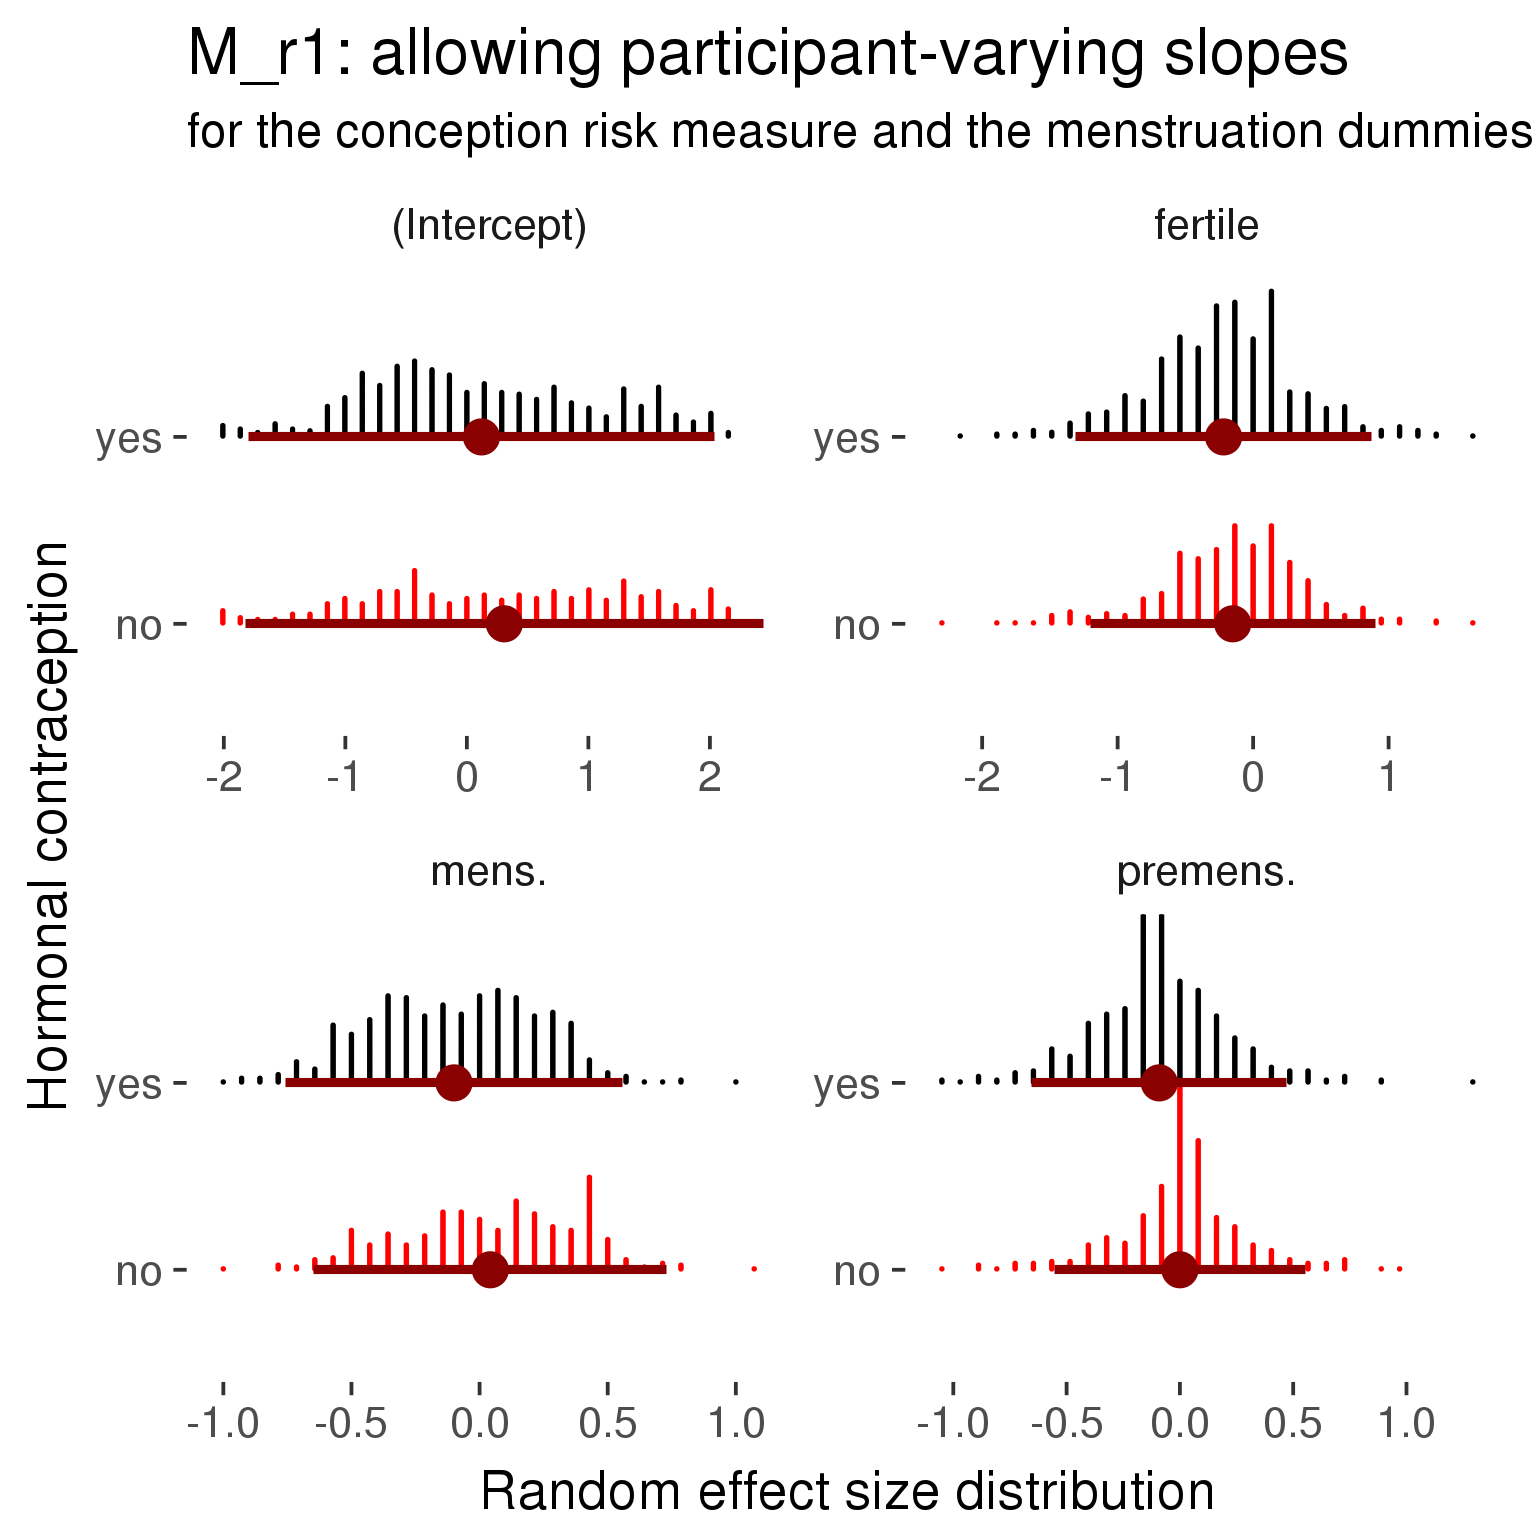 M_r1: allowing participant-varying slopes
for the conception risk measure and the menstruation dummies
(Intercept)
fertile
yes
yes
no
no
-2 -1 0 1 2
-2 -1 0 1
mens.
premens.
yes
yes
no
no
-1.0 -0.5 0.0 0.5 1.0
-1.0 -0.5 0.0 0.5 1.0
Hormonal contraception
Random effect size distribution